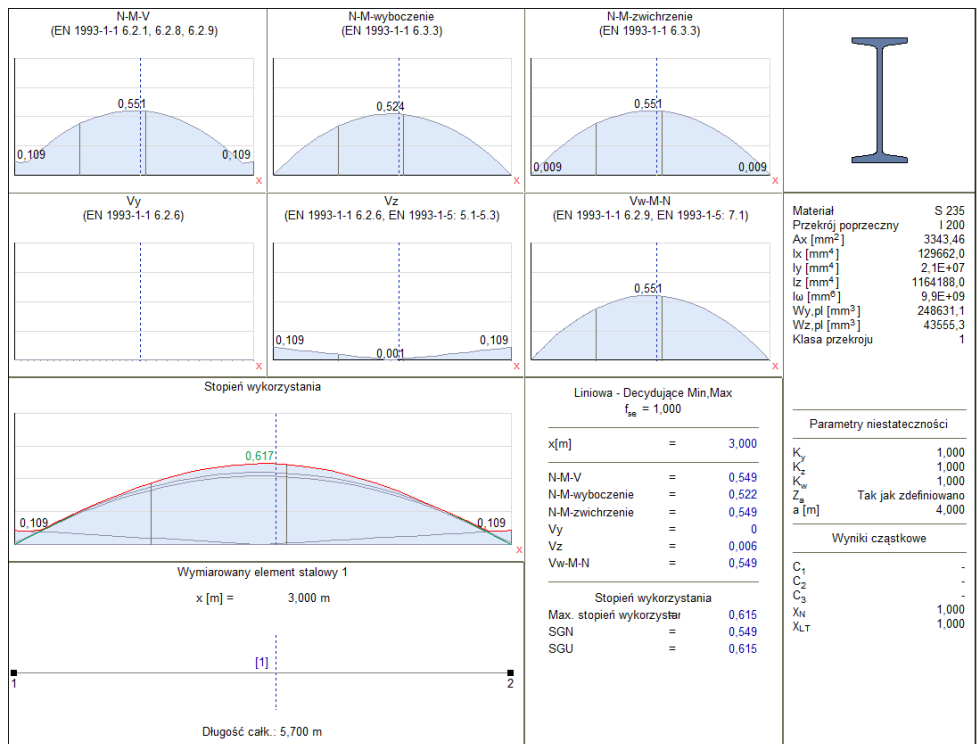 N-M-V
(EN 1993-1-1 6.2.1, 6.2.8, 6.2.9)
0,551
0,109
0,109
x
N-M-wyboczenie
(EN 1993-1-1 6.3.3)
0,524
x
N-M-zwichrzenie
(EN 1993-1-1 6.3.3)
0,551
0,009
0,009
x
Vy
(EN 1993-1-1 6.2.6)
x
Vz
(EN 1993-1-1 6.2.6, EN 1993-1-5: 5.1-5.3)
0,109
0,001
0,109
x
Vw-M-N
(EN 1993-1-1 6.2.9, EN 1993-1-5: 7.1)
0,551
x
Materiał S 235
Przekrój poprzeczny I 200
Ax [mm²] 3343,46
Ix [mm⁴] 129662,0
Iy [mm⁴] 2,1E+07
Iz [mm⁴] 1164188,0
Iω [mm⁶] 9,9E+09
Wy,pl [mm³] 248631,1
Wz,pl [mm³] 43555,3
Klasa przekroju 1
Stopień wykorzystania
0,617
0,109
0,109
x
Wymiarowany element stalowy 1
x [m] = 3,000 m
[1]
1 2
Długość całk.: 5,700 m
Liniowa - Decydujące Min,Max
fse = 1,000
x[m] = 3,000
N-M-V = 0,549
N-M-wyboczenie = 0,522
N-M-zwichrzenie = 0,549
Vy = 0
Vz = 0,006
Vw-M-N = 0,549
Stopień wykorzystania
Max. stopień wykorzystar = 0,615
SGN = 0,549
SGU = 0,615
Parametry niestateczności
Ky 1,000
Kz 1,000
Kw 1,000
Za Tak jak zdefiniowano
a [m] 4,000
Wyniki cząstkowe
C1 -
C2 -
C3 -
χN 1,000
χLT 1,000